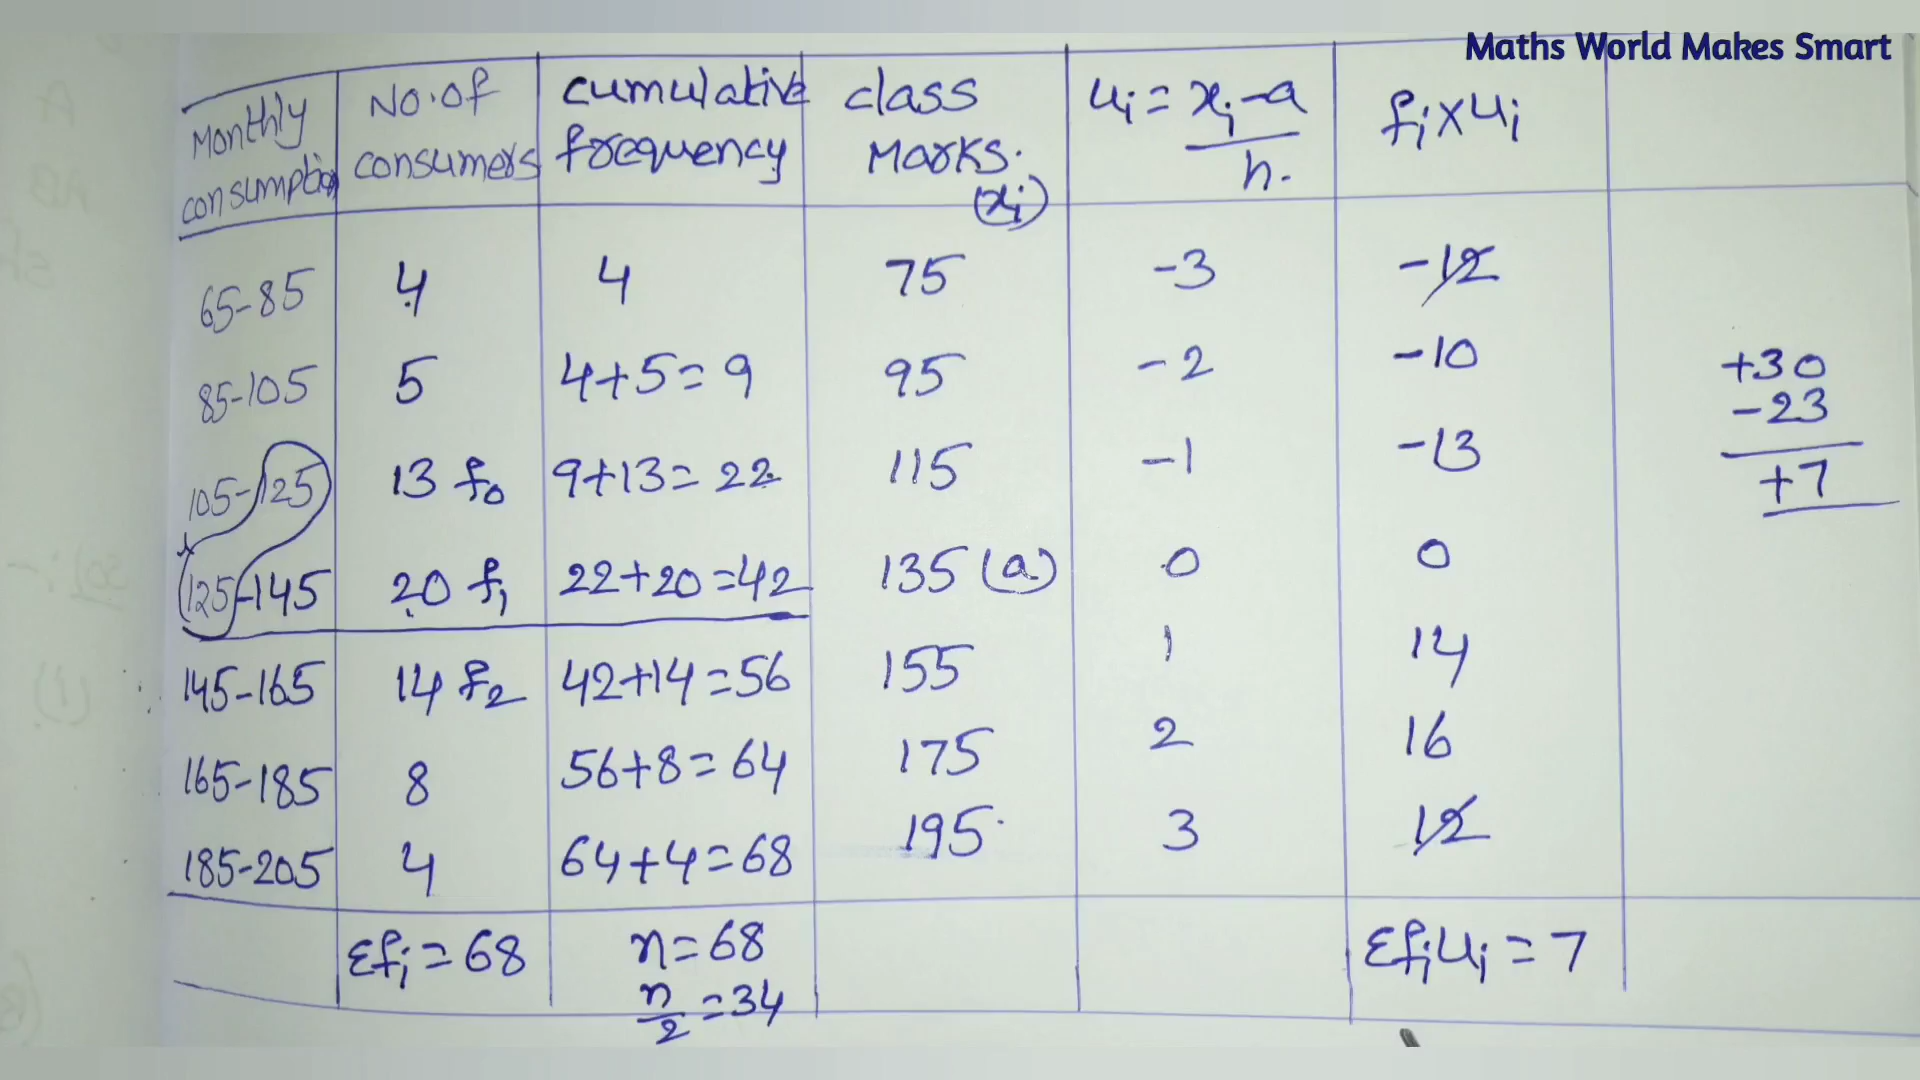 Maths World Makes Smart
Monthly consumption | No. of consumers | cumulative frequency | class Marks. (xi) | ui = xi-a / h. | fi x ui
65-85 | 4 | 4 | 75 | -3 | -12
85-105 | 5 | 4+5=9 | 95 | -2 | -10
105-125 | 13 f0 | 9+13=22 | 115 | -1 | -13
125-145 | 20 f1 | 22+20=42 | 135 (a) | 0 | 0
145-165 | 14 f2 | 42+14=56 | 155 | 1 | 14
165-185 | 8 | 56+8=64 | 175 | 2 | 16
185-205 | 4 | 64+4=68 | 195 | 3 | 12
Σfi = 68 | n=68 | Σfiui = 7
n/2 = 34
+30
-23
+7